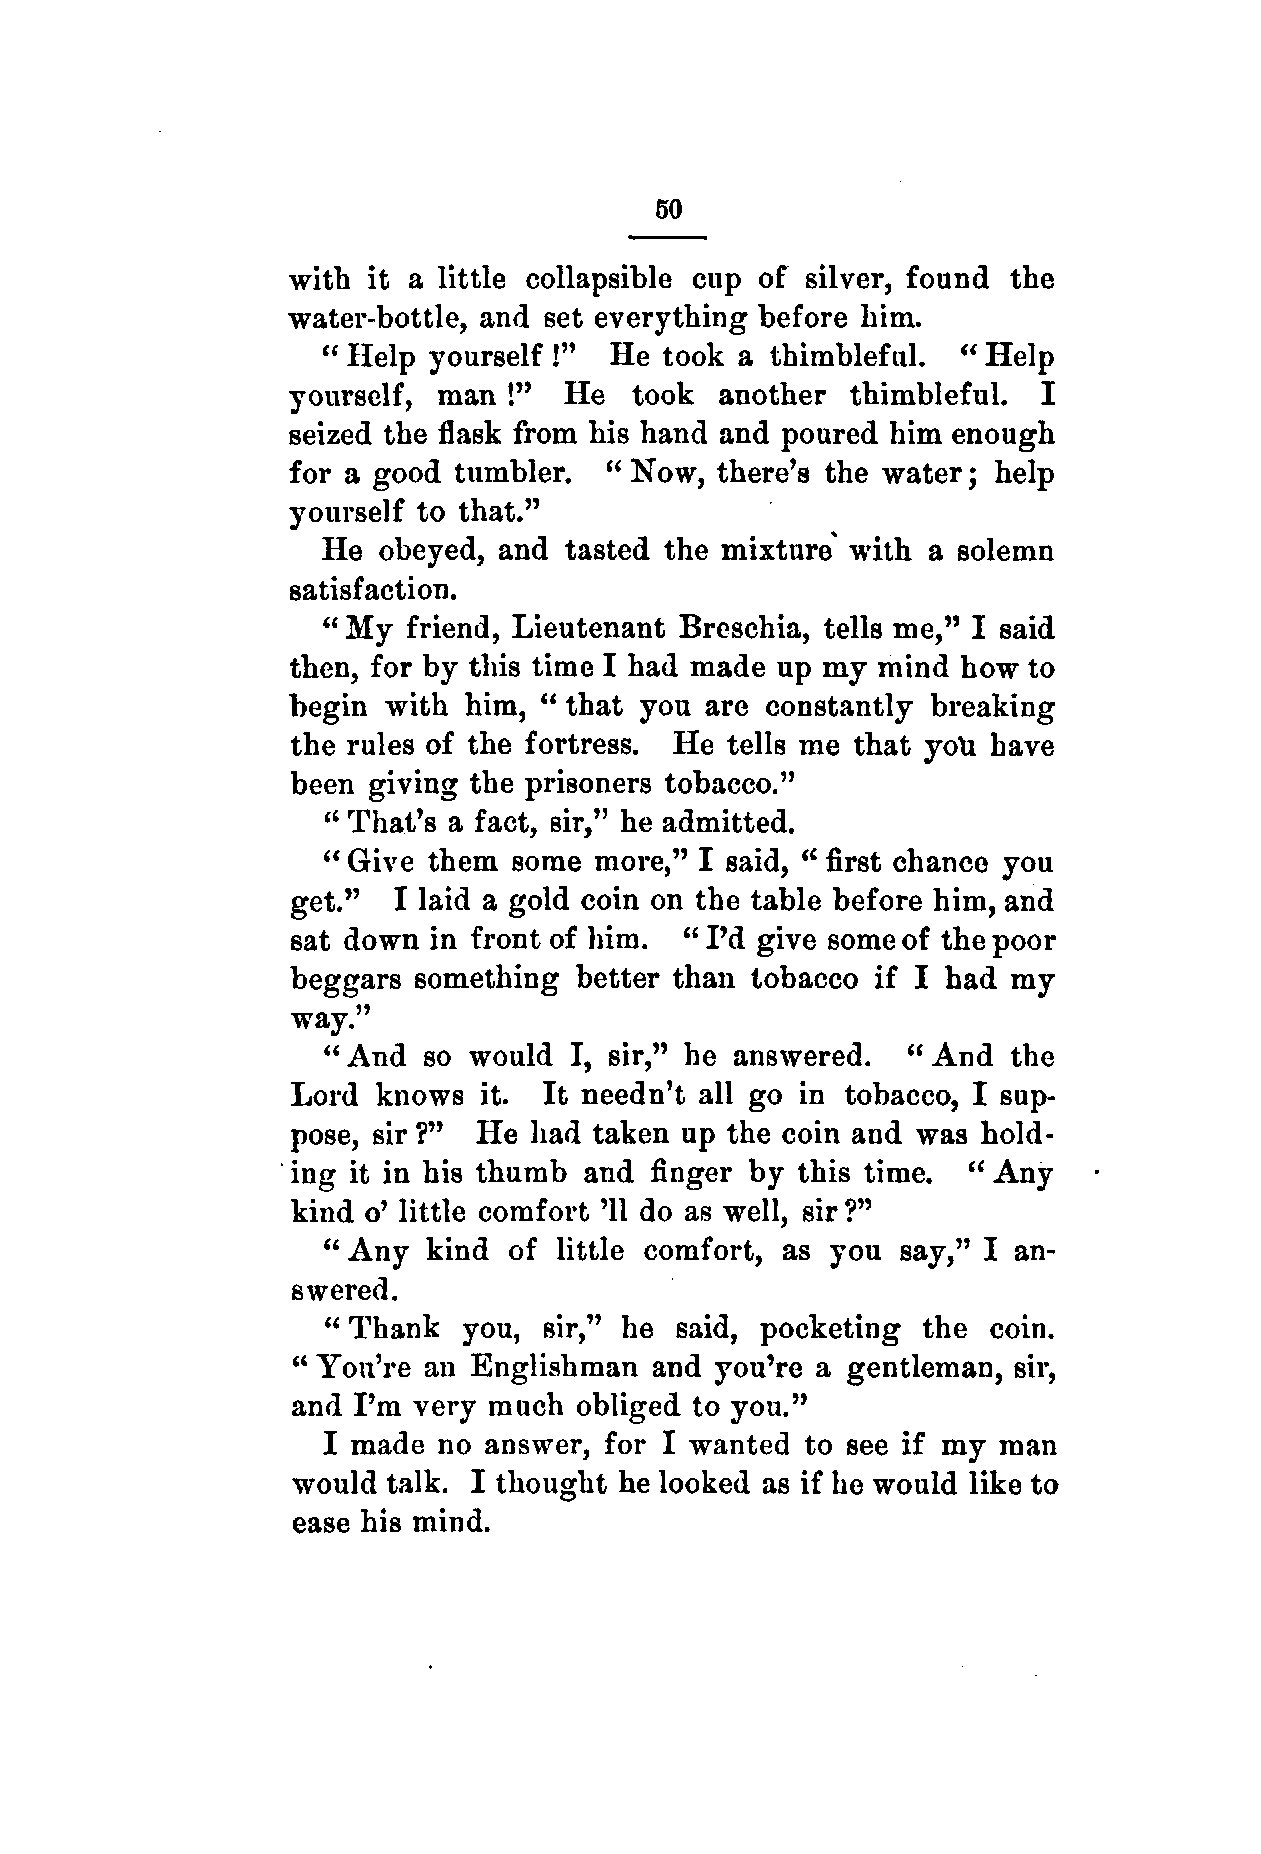 50
with it a little collapsible cup of silver, found the
water-bottle, and set everything before him.
“ Help yourself !” He took a thimbleful. “ Help
yourself, man !” He took another thimbleful. I
seized the flask from his hand and poured him enough
for a good tumbler. “ Now, there’s the water ; help
yourself to that.”
He obeyed, and tasted the mixture with a solemn
satisfaction.
“ My friend, Lieutenant Breschia, tells me,” I said
then, for by this time I had made up my mind how to
begin with him, “ that you are constantly breaking
the rules of the fortress. He tells me that you have
been giving the prisoners tobacco.”
“ That’s a fact, sir,” he admitted.
“ Give them some more,” I said, “ first chance you
get.” I laid a gold coin on the table before him, and
sat down in front of him. “ I’d give some of the poor
beggars something better than tobacco if I had my
way.”
“ And so would I, sir,” he answered. “ And the
Lord knows it. It needn’t all go in tobacco, I sup-
pose, sir ?” He had taken up the coin and was hold-
ing it in his thumb and finger by this time. “ Any
kind o’ little comfort ’ll do as well, sir ?”
“ Any kind of little comfort, as you say,” I an-
swered.
“ Thank you, sir,” he said, pocketing the coin.
“ You’re an Englishman and you’re a gentleman, sir,
and I’m very much obliged to you.”
I made no answer, for I wanted to see if my man
would talk. I thought he looked as if he would like to
ease his mind.